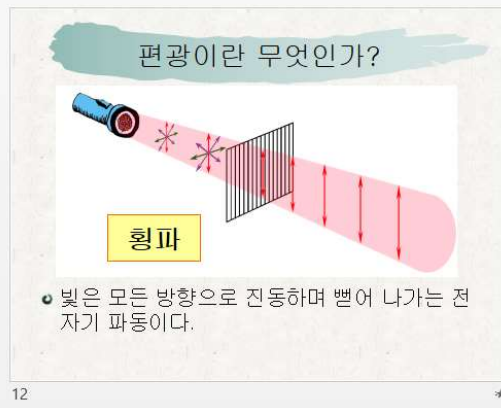 편광이란 무엇인가?
횡파
빛은 모든 방향으로 진동하며 뻗어 나가는 전
자기 파동이다.
12